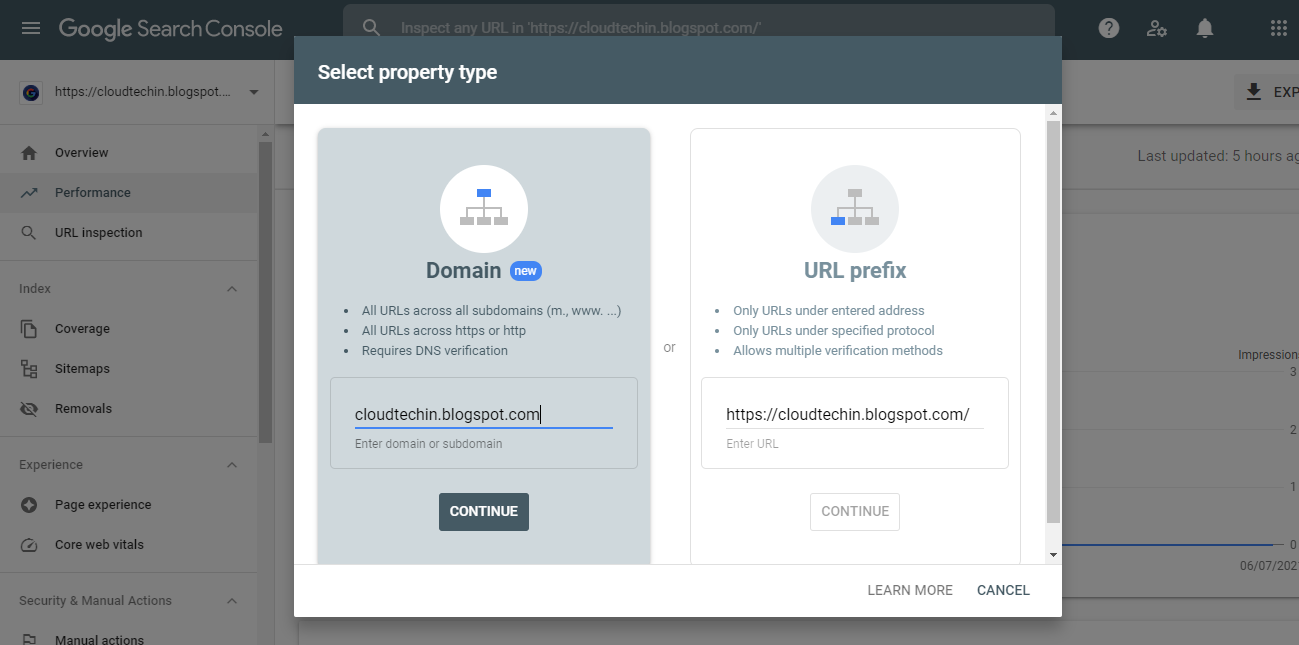 Google Search Console
Inspect any URL in 'https://cloudtechin.blogspot.com/'
https://cloudtechin.blogspot....
EXP
Overview
Performance
URL inspection
Index
Coverage
Sitemaps
Removals
Experience
Page experience
Core web vitals
Security & Manual Actions
Manual actions
Select property type
Domain new
All URLs across all subdomains (m., www. ...)
All URLs across https or http
Requires DNS verification
cloudtechin.blogspot.com
Enter domain or subdomain
CONTINUE
or
URL prefix
Only URLs under entered address
Only URLs under specified protocol
Allows multiple verification methods
https://cloudtechin.blogspot.com/
Enter URL
CONTINUE
LEARN MORE
CANCEL
Last updated: 5 hours ag
Impression
3
2
1
0
06/07/202